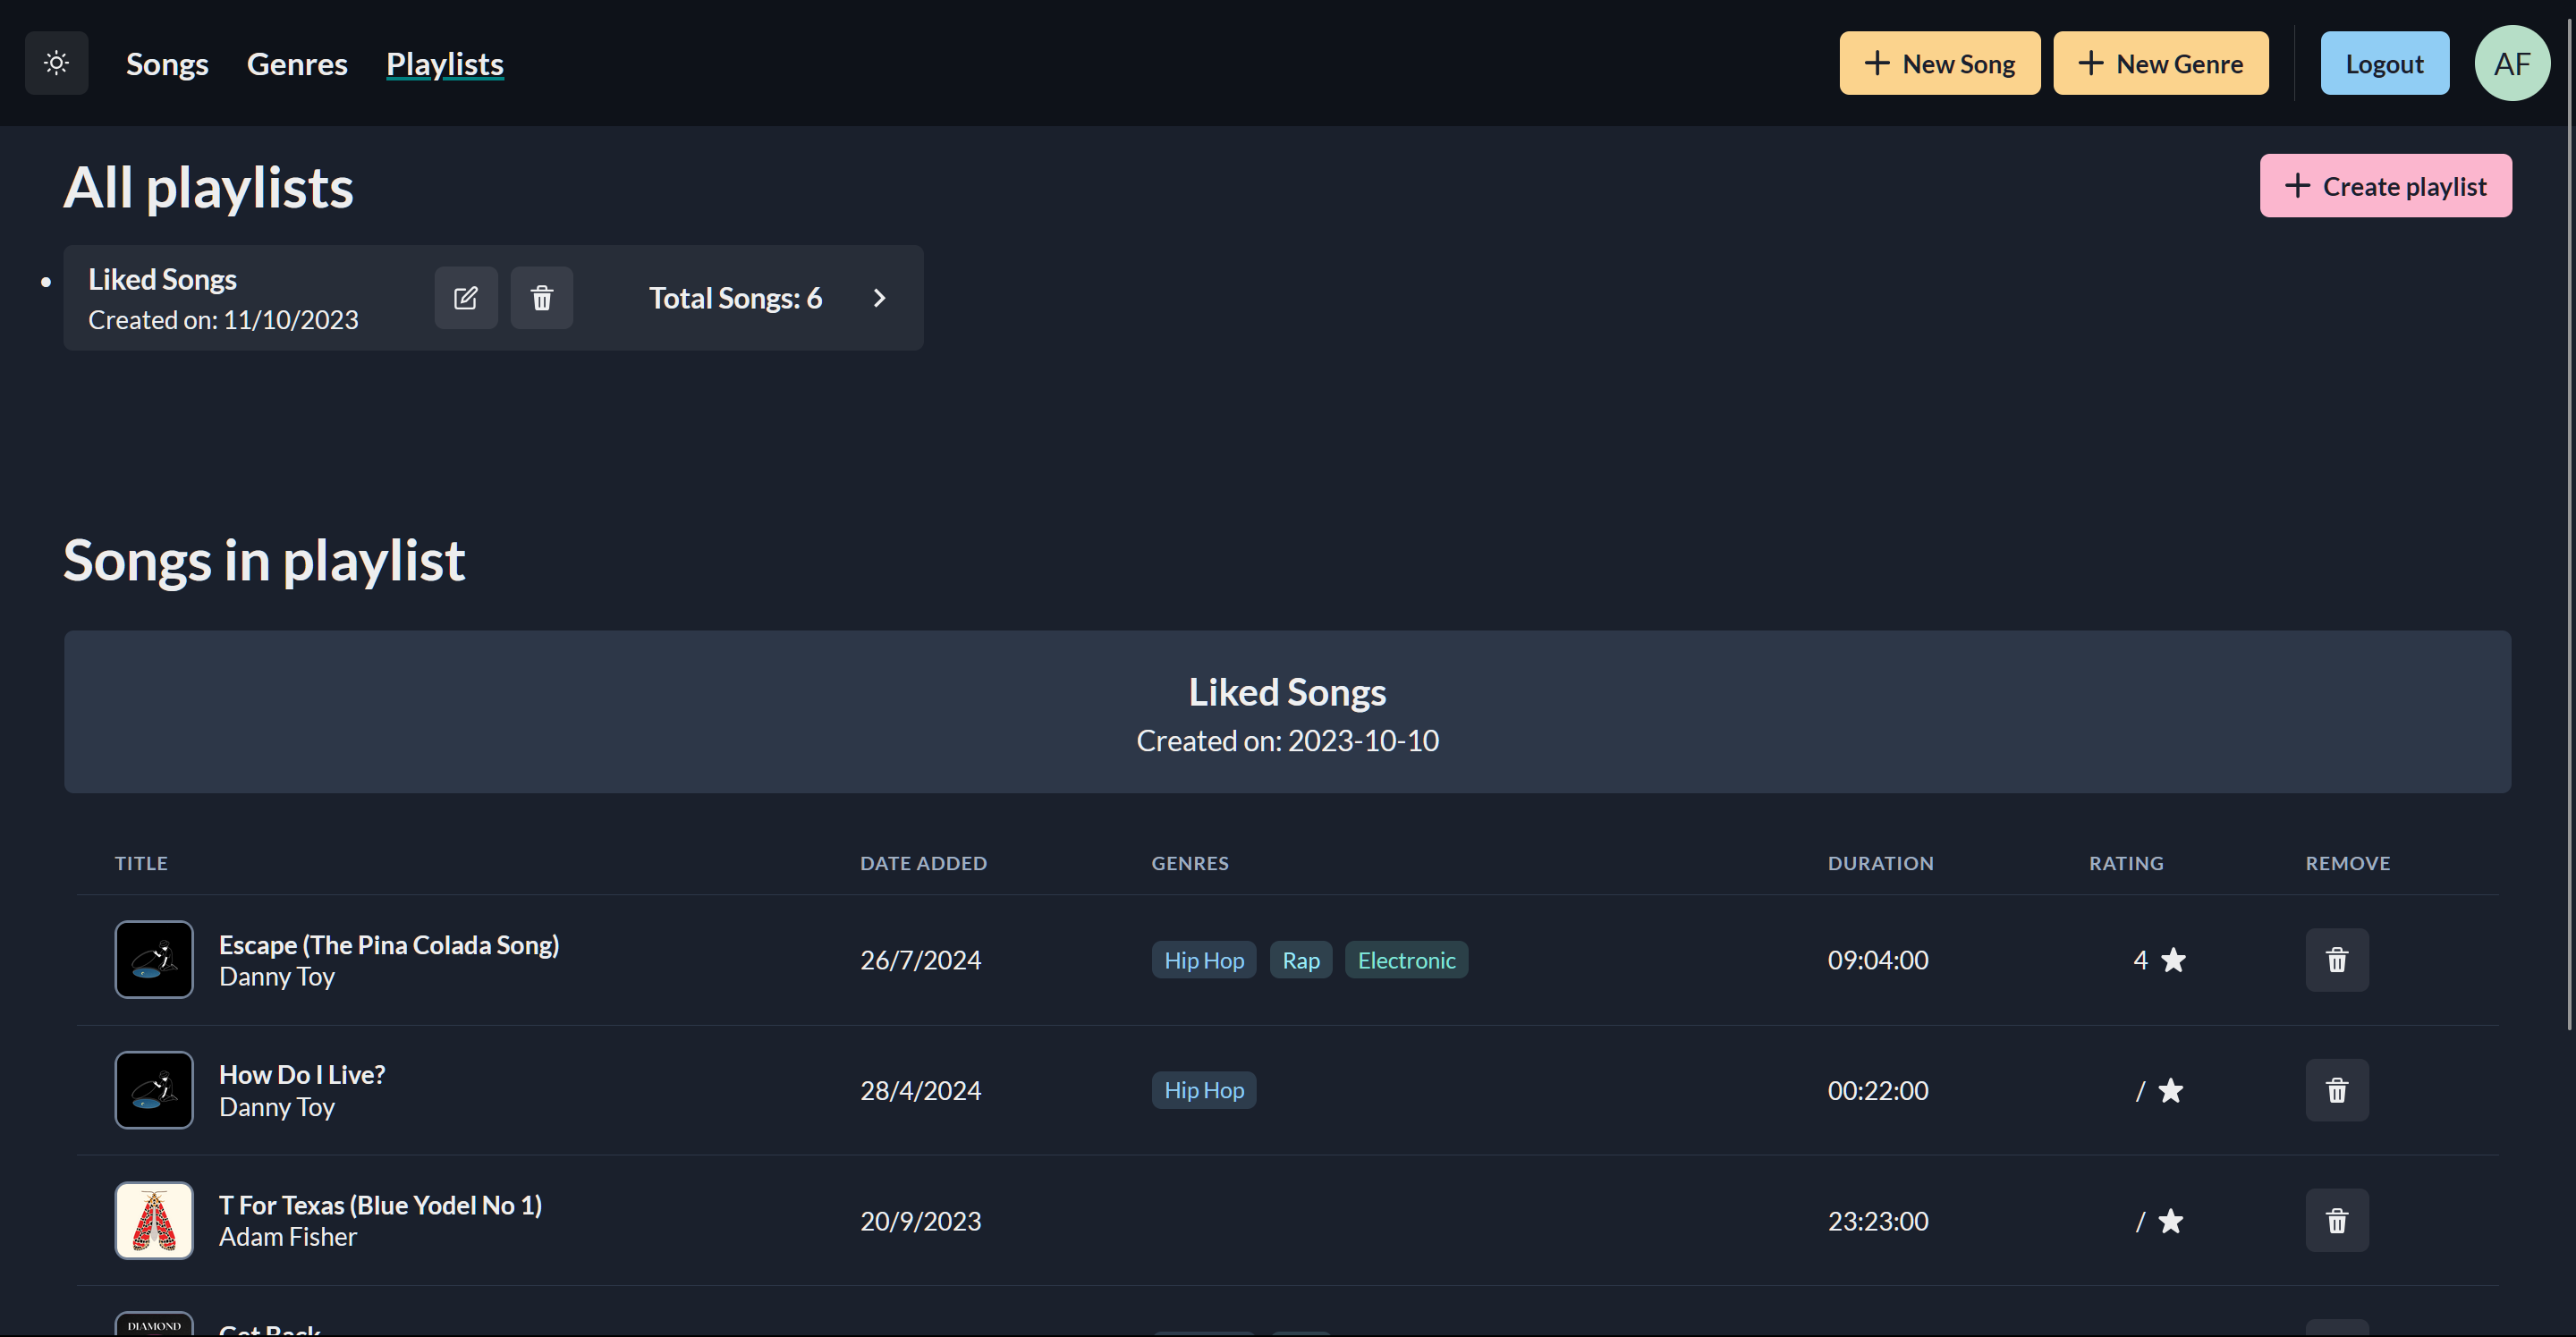 Songs Genres Playlists New Song New Genre Logout AF
All playlists Create playlist
Liked Songs
Created on: 11/10/2023
Total Songs: 6
Songs in playlist
Liked Songs
Created on: 2023-10-10
TITLE DATE ADDED GENRES DURATION RATING REMOVE
Escape (The Pina Colada Song)
Danny Toy
26/7/2024 Hip Hop Rap Electronic 09:04:00 4
How Do I Live?
Danny Toy
28/4/2024 Hip Hop 00:22:00 /
T For Texas (Blue Yodel No 1)
Adam Fisher
20/9/2023 23:23:00 /
DIAMOND
Get Back